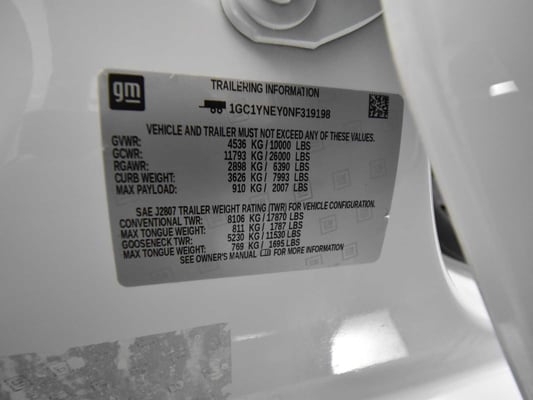 gm
TRAILERING INFORMATION
1GC1YNEY0NF319198
VEHICLE AND TRAILER MUST NOT EXCEED ANY OF THESE VALUES.
GVWR: 4536 KG / 10000 LBS
GCWR: 11793 KG / 26000 LBS
RGAWR: 2898 KG / 6390 LBS
CURB WEIGHT: 3626 KG / 7993 LBS
MAX PAYLOAD: 910 KG / 2007 LBS
SAE J2807 TRAILER WEIGHT RATING (TWR) FOR VEHICLE CONFIGURATION.
CONVENTIONAL TWR: 8106 KG / 17870 LBS
MAX TONGUE WEIGHT: 811 KG / 1787 LBS
GOOSENECK TWR: 5230 KG / 11530 LBS
MAX TONGUE WEIGHT: 769 KG / 1695 LBS
SEE OWNER'S MANUAL FOR MORE INFORMATION